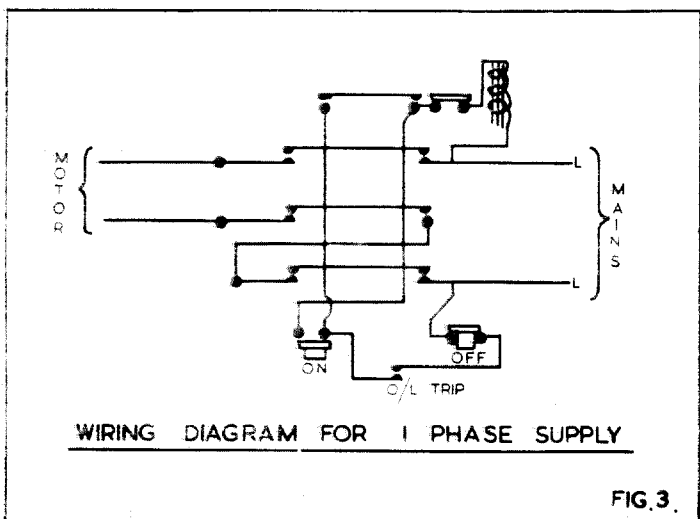 MOTOR
L
MAINS
L
ON
OFF
O/L TRIP
WIRING DIAGRAM FOR 1 PHASE SUPPLY
FIG.3.